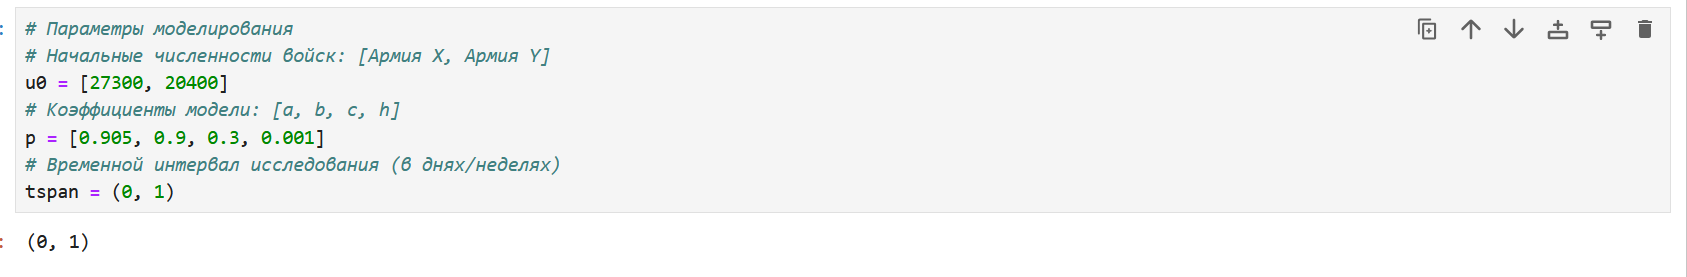 # Параметры моделирования
# Начальные численности войск: [Армия X, Армия Y]
u0 = [27300, 20400]
# Коэффициенты модели: [a, b, c, h]
p = [0.905, 0.9, 0.3, 0.001]
# Временной интервал исследования (в днях/неделях)
tspan = (0, 1)
(0, 1)